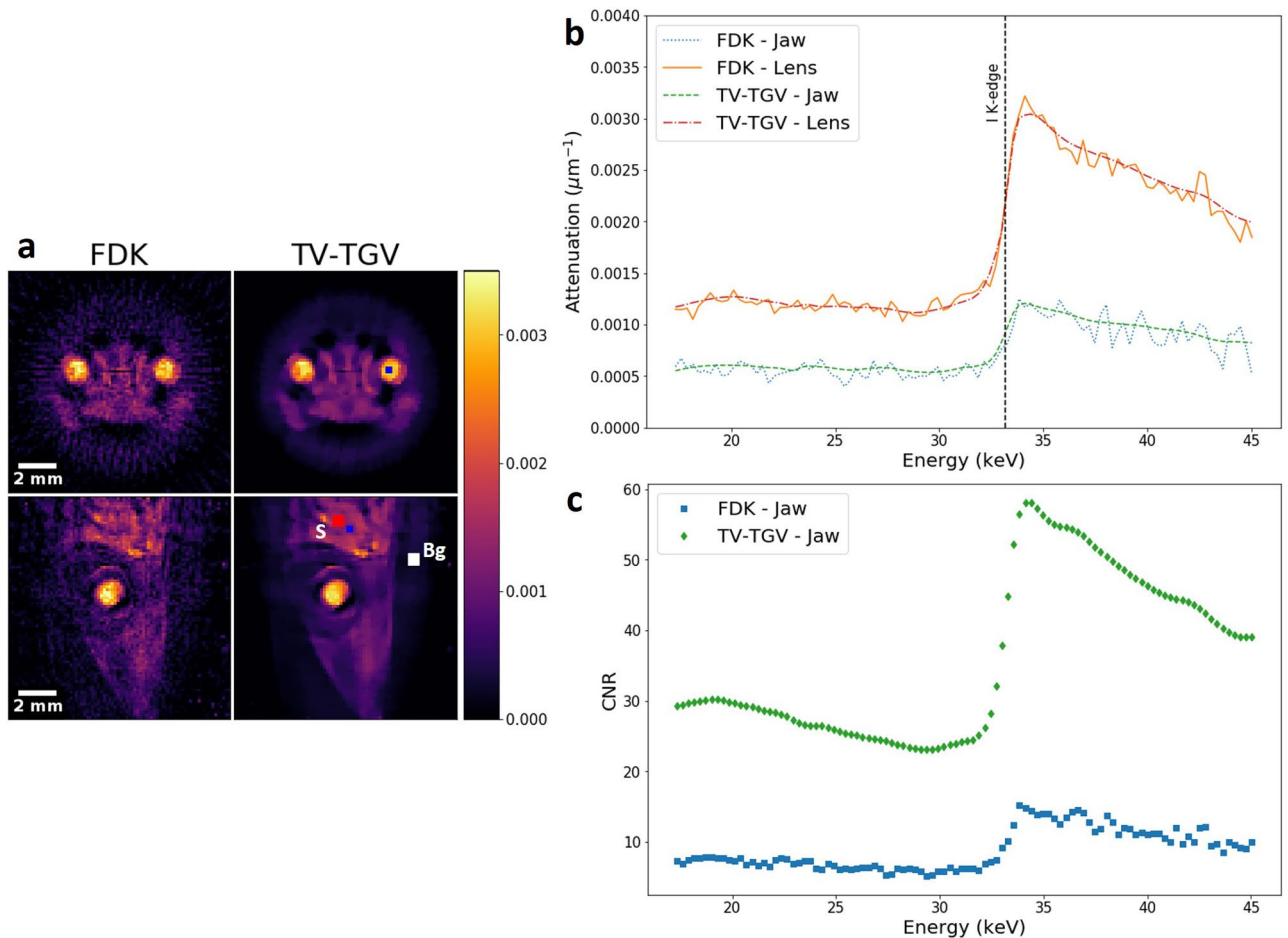 a
FDK
TV-TGV
2 mm
2 mm
S
Bg
0.003
0.002
0.001
0.000
b
FDK - Jaw
FDK - Lens
TV-TGV - Jaw
TV-TGV - Lens
I K-edge
Attenuation (μm⁻¹)
0.0040
0.0035
0.0030
0.0025
0.0020
0.0015
0.0010
0.0005
0.0000
20 25 30 35 40 45
Energy (keV)
c
FDK - Jaw
TV-TGV - Jaw
CNR
60
50
40
30
20
10
20 25 30 35 40 45
Energy (keV)